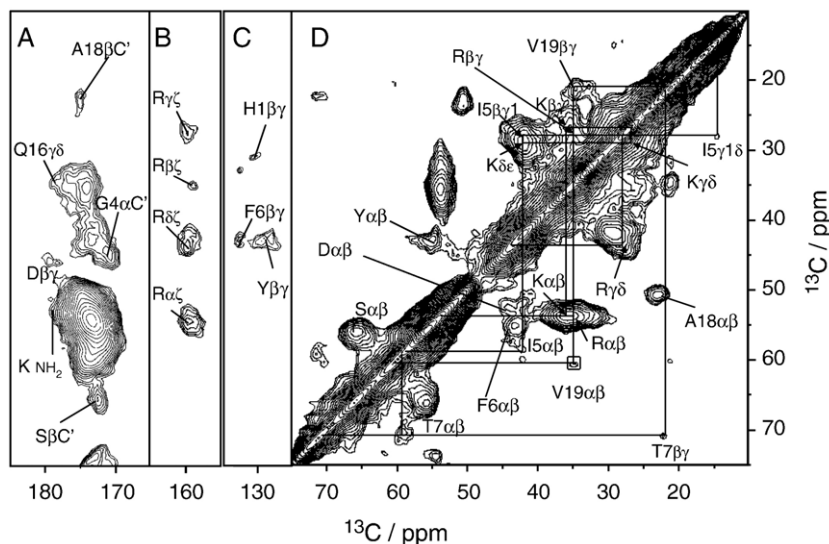 A
B
C
D
A18βC'
Q16γδ
G4αC'
Dβγ
K NH2
SβC'
Rγζ
Rβζ
Rδζ
Rαζ
H1βγ
F6βγ
Yβγ
V19βγ
Rβγ
Kβγ
I5βγ1
Kδε
I5γ1δ
Kγδ
Yαβ
Dαβ
Sαβ
Kαβ
Rγδ
A18αβ
Rαβ
I5αβ
V19αβ
F6αβ
T7αβ
T7βγ
20
30
40
50
60
70
13C / ppm
180 170 160 130 70 60 50 40 30 20
13C / ppm